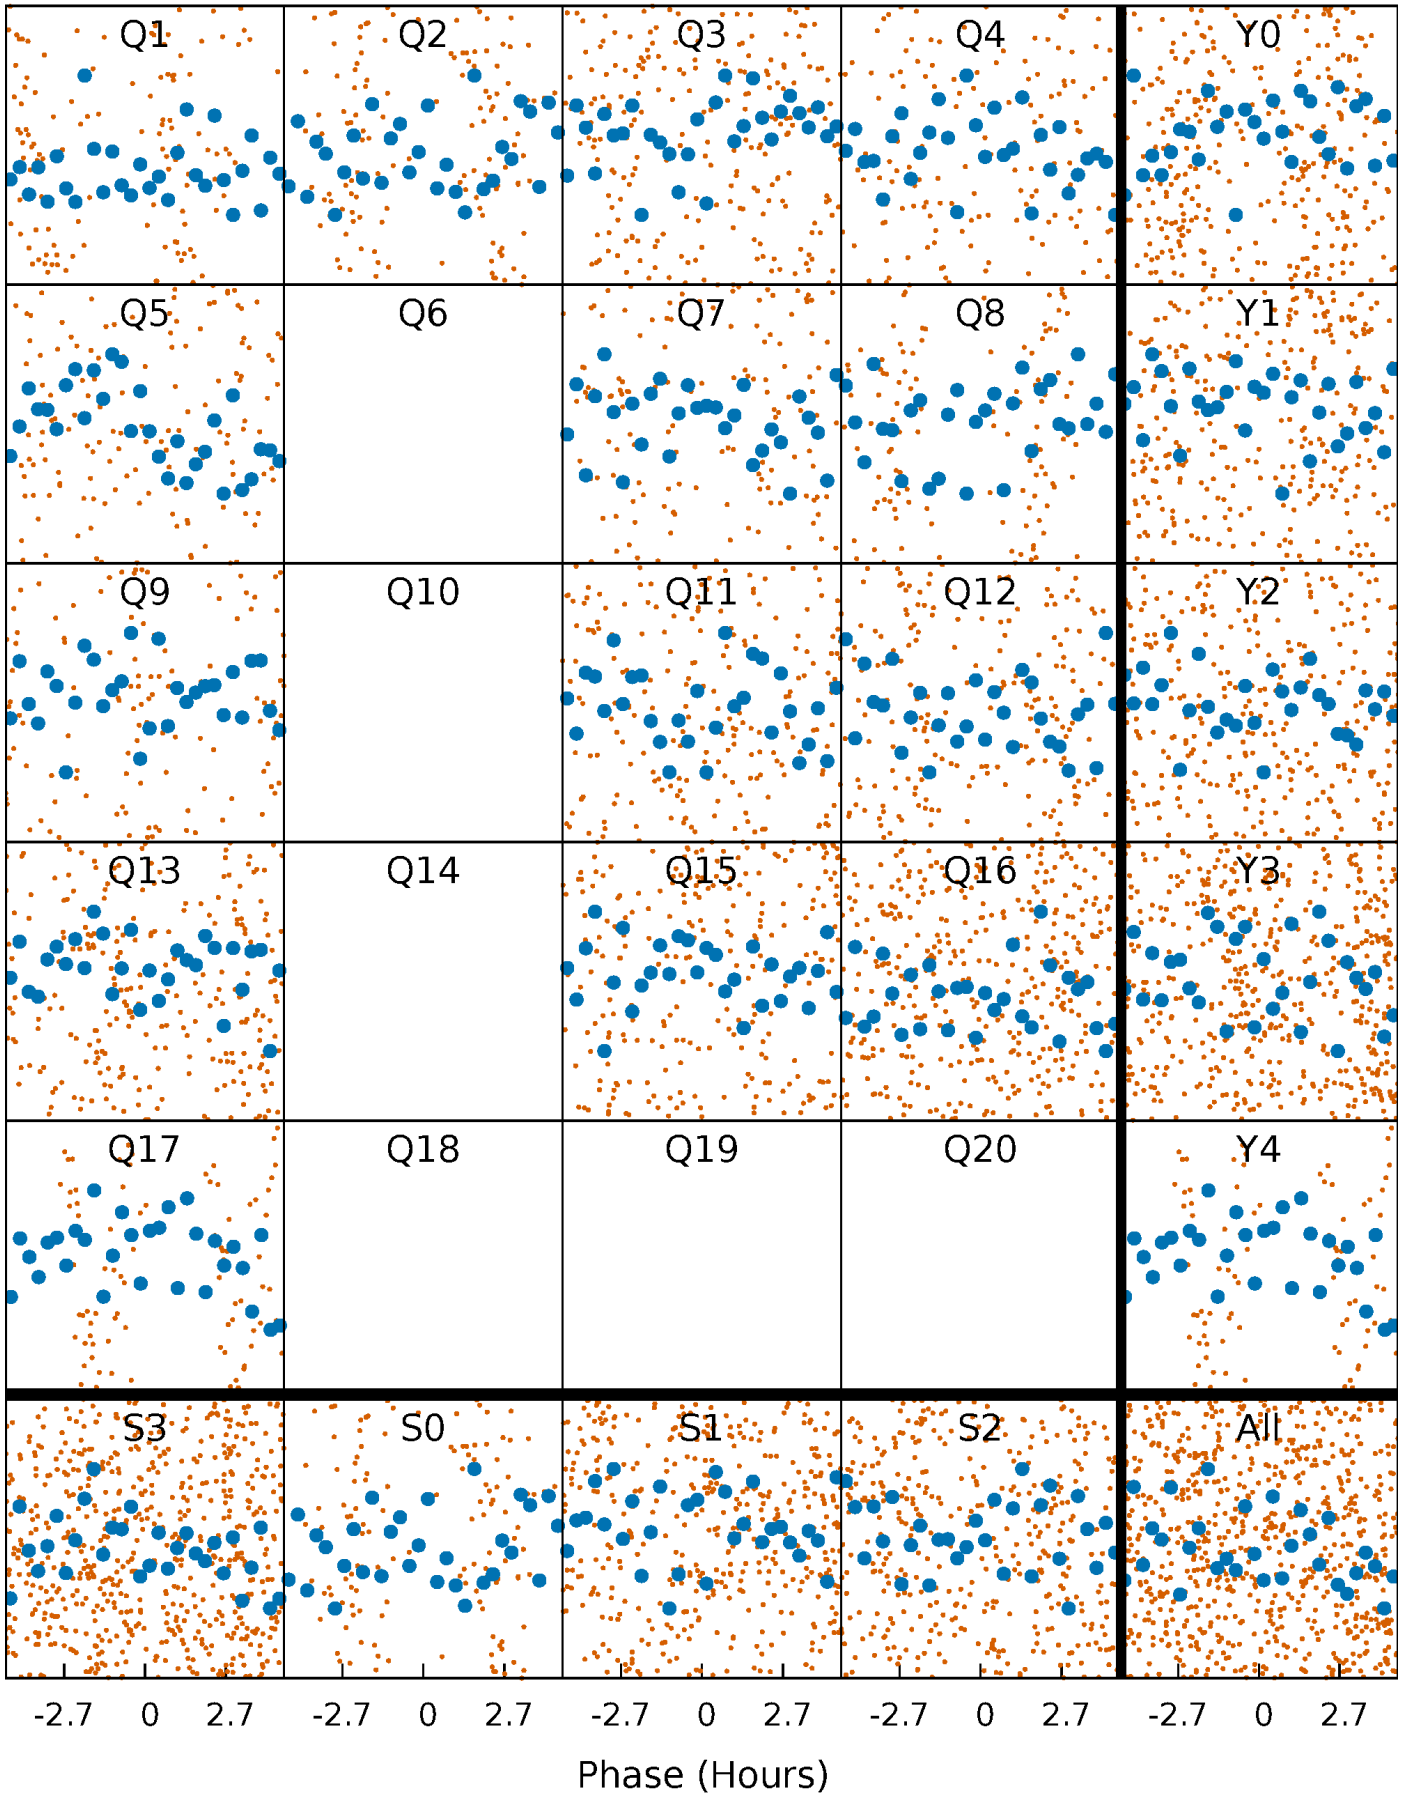 Q1 Q2 Q3 Q4 Y0
Q5 Q6 Q7 Q8 Y1
Q9 Q10 Q11 Q12 Y2
Q13 Q14 Q15 Q16 Y3
Q17 Q18 Q19 Q20 Y4
S3 S0 S1 S2 All
-2.7 0 2.7 -2.7 0 2.7 -2.7 0 2.7 -2.7 0 2.7 -2.7 0 2.7
Phase (Hours)